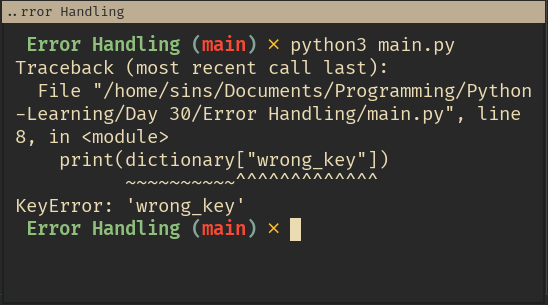 ..rror Handling
Error Handling (main) × python3 main.py
Traceback (most recent call last):
  File "/home/sins/Documents/Programming/Python
-Learning/Day 30/Error Handling/main.py", line
8, in <module>
    print(dictionary["wrong_key"])
          ~~~~~~~~~~^^^^^^^^^^^^^
KeyError: 'wrong_key'
Error Handling (main) ×